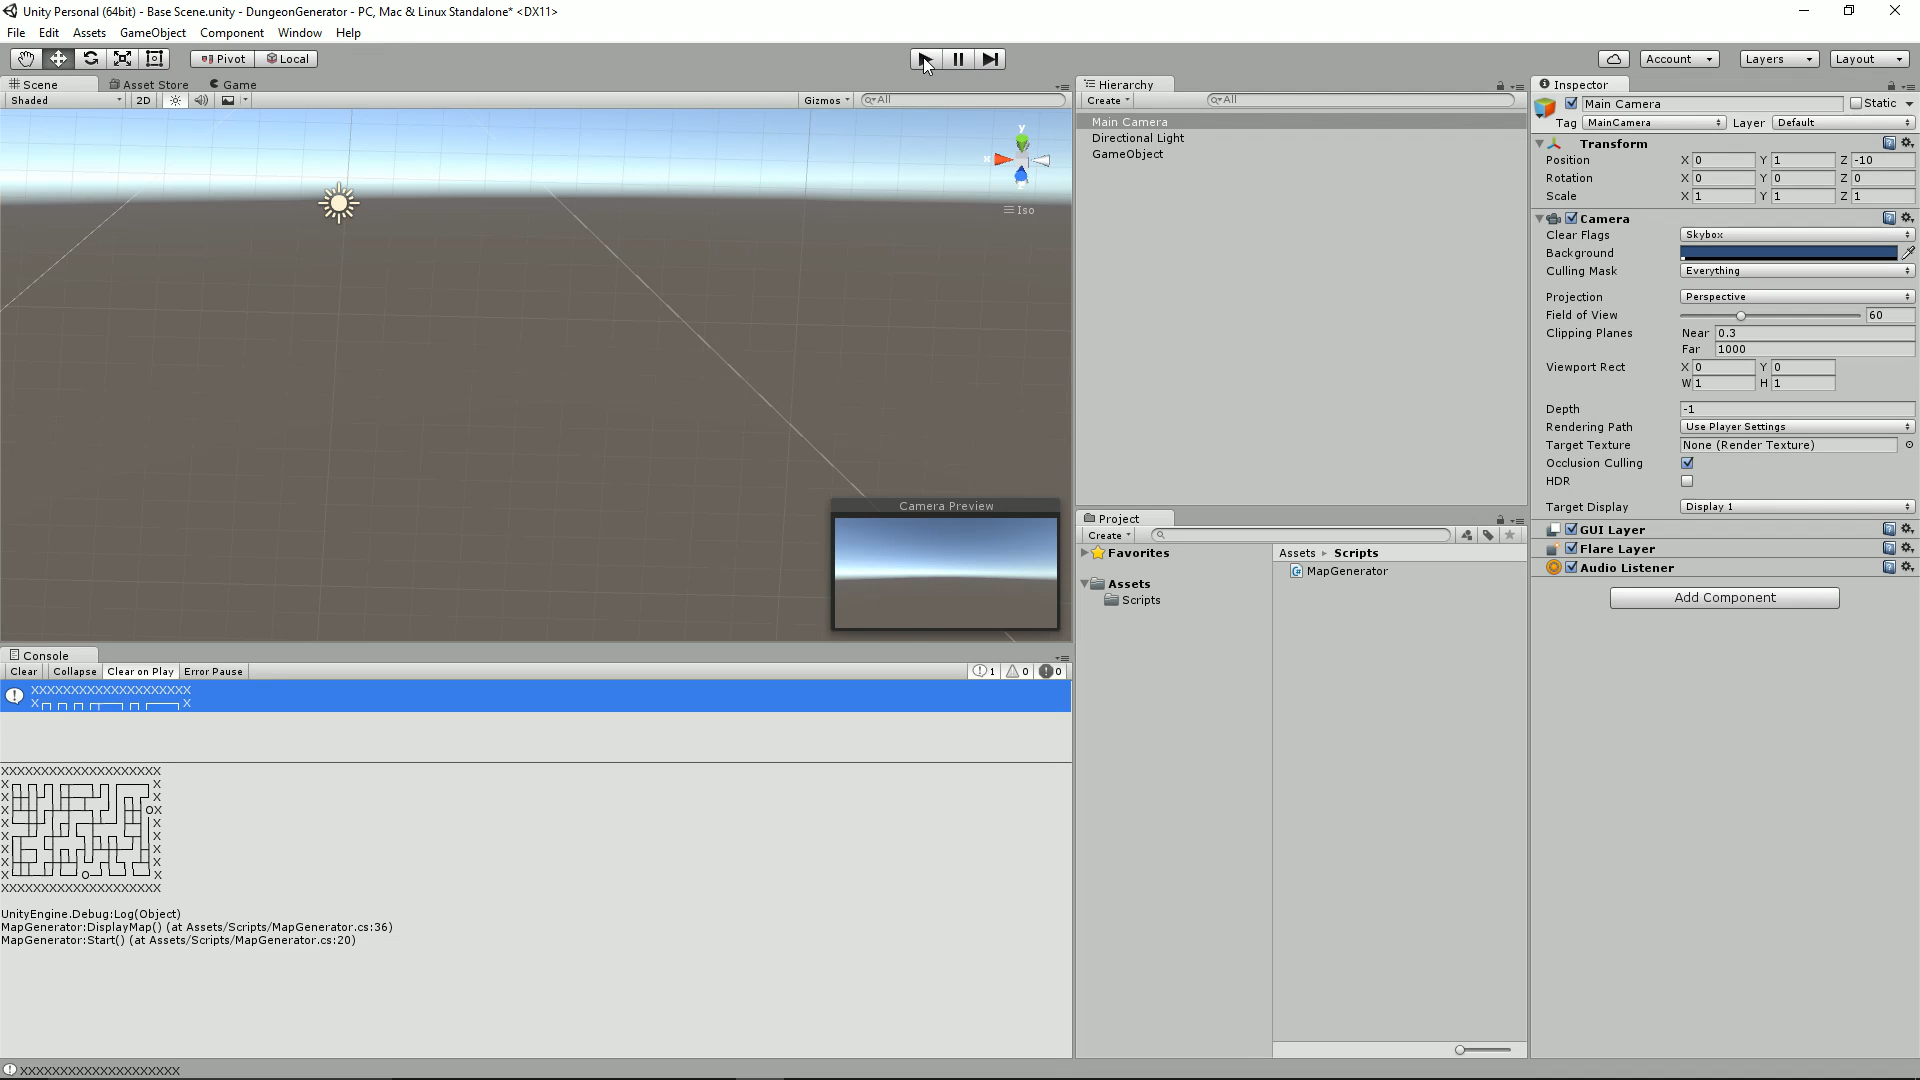 Unity Personal (64bit) - Base Scene.unity - DungeonGenerator - PC, Mac & Linux Standalone* <DX11>
File Edit Assets GameObject Component Window Help
Pivot Local Account Layers Layout
Scene Asset Store Game
Shaded 2D Gizmos All
y
x
Iso
Camera Preview
Console
Clear Collapse Clear on Play Error Pause 1 0 0
XXXXXXXXXXXXXXXXXXXX
UnityEngine.Debug:Log(Object)
MapGenerator:DisplayMap() (at Assets/Scripts/MapGenerator.cs:36)
MapGenerator:Start() (at Assets/Scripts/MapGenerator.cs:20)
XXXXXXXXXXXXXXXXXXXX
Hierarchy
Create All
Main Camera
Directional Light
GameObject
Project
Create
Favorites
Assets
Scripts
Assets Scripts
MapGenerator
Inspector
Main Camera Static
Tag MainCamera Layer Default
Transform
Position X 0 Y 1 Z -10
Rotation X 0 Y 0 Z 0
Scale X 1 Y 1 Z 1
Camera
Clear Flags Skybox
Background
Culling Mask Everything
Projection Perspective
Field of View 60
Clipping Planes Near 0.3
Far 1000
Viewport Rect X 0 Y 0
W 1 H 1
Depth -1
Rendering Path Use Player Settings
Target Texture None (Render Texture)
Occlusion Culling
HDR
Target Display Display 1
GUI Layer
Flare Layer
Audio Listener
Add Component